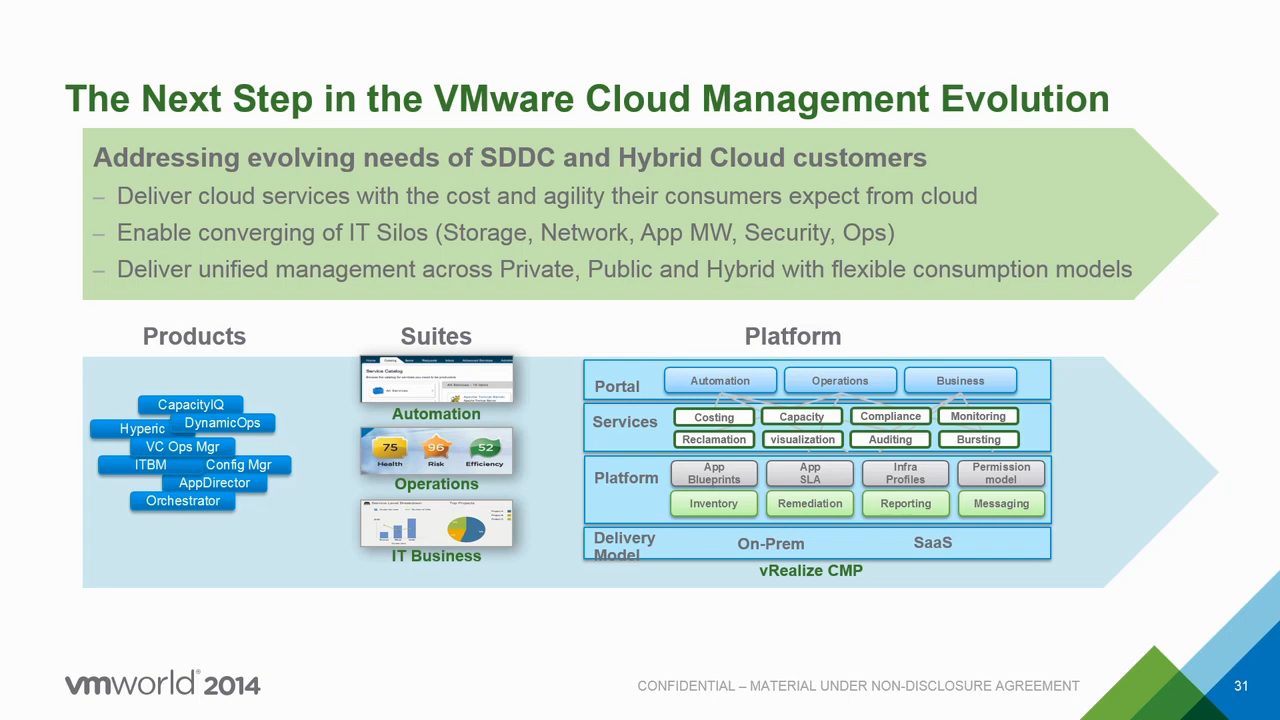 The Next Step in the VMware Cloud Management Evolution
Addressing evolving needs of SDDC and Hybrid Cloud customers
– Deliver cloud services with the cost and agility their consumers expect from cloud
– Enable converging of IT Silos (Storage, Network, App MW, Security, Ops)
– Deliver unified management across Private, Public and Hybrid with flexible consumption models
Products
Suites
Platform
CapacityIQ
Hyperic
DynamicOps
VC Ops Mgr
ITBM
Config Mgr
AppDirector
Orchestrator
Service Catalog
Automation
75
96
52
Health
Risk
Efficiency
Operations
Top Projects
IT Business
Portal
Automation
Operations
Business
Services
Costing
Capacity
Compliance
Monitoring
Reclamation
visualization
Auditing
Bursting
Platform
App
Blueprints
App
SLA
Infra
Profiles
Permission
model
Inventory
Remediation
Reporting
Messaging
Delivery
Model
On-Prem
SaaS
vRealize CMP
vmworld® 2014
CONFIDENTIAL – MATERIAL UNDER NON-DISCLOSURE AGREEMENT
31